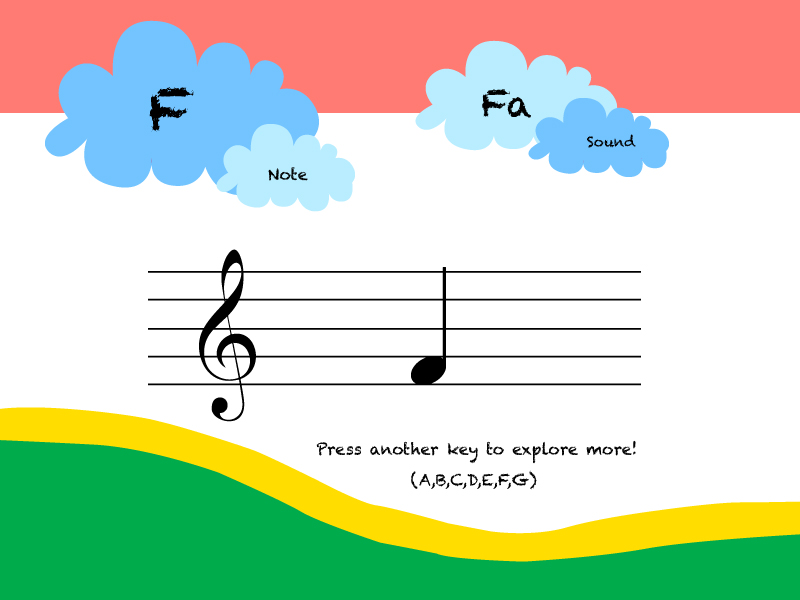 F
Note
Fa
Sound
Press another key to explore more!
(A,B,C,D,E,F,G)